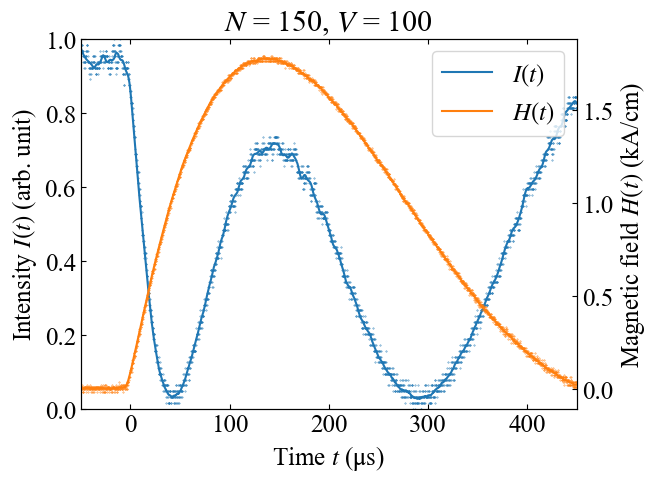 N = 150, V = 100
Intensity I(t) (arb. unit)
1.0
0.8
0.6
0.4
0.2
0.0
I(t)
H(t)
1.5
1.0
0.5
0.0
Magnetic field H(t) (kA/cm)
0
100
200
300
400
Time t (μs)